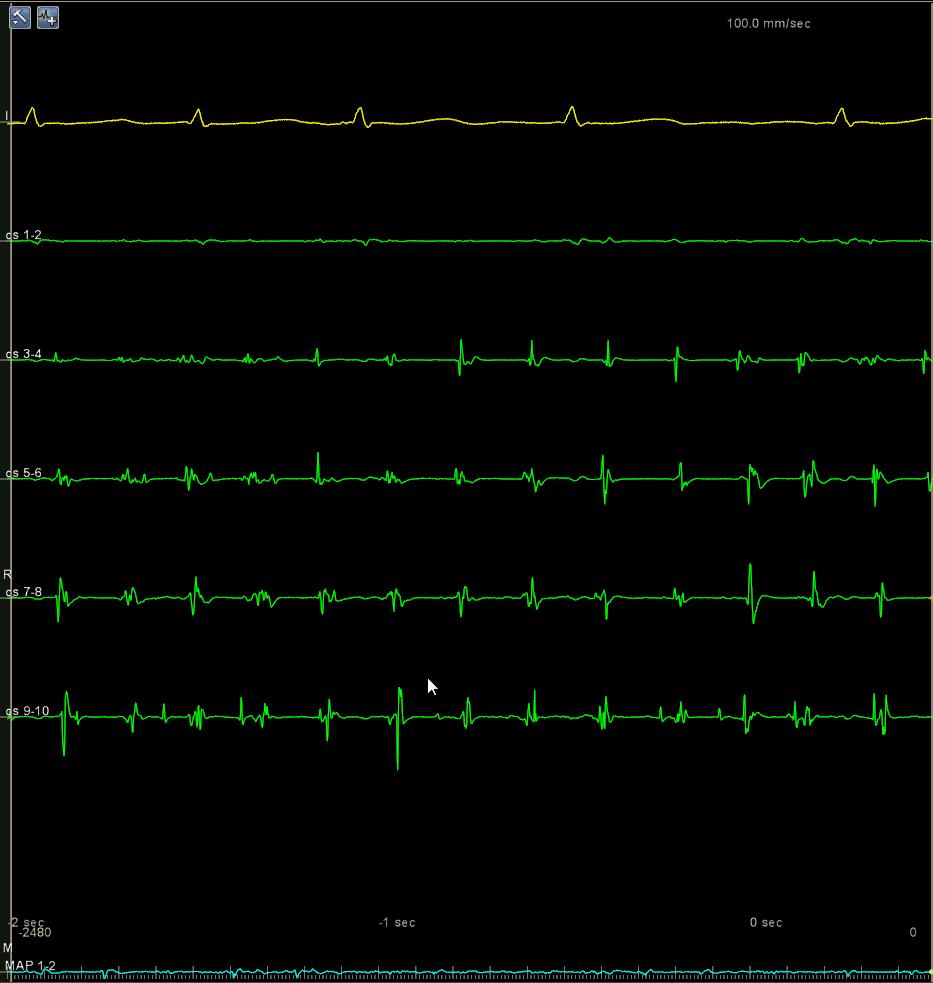 100.0 mm/sec
I
cs 1-2
cs 3-4
cs 5-6
R
cs 7-8
cs 9-10
-2 sec
-1 sec
0 sec
-2480
0
M
MAP 1-2